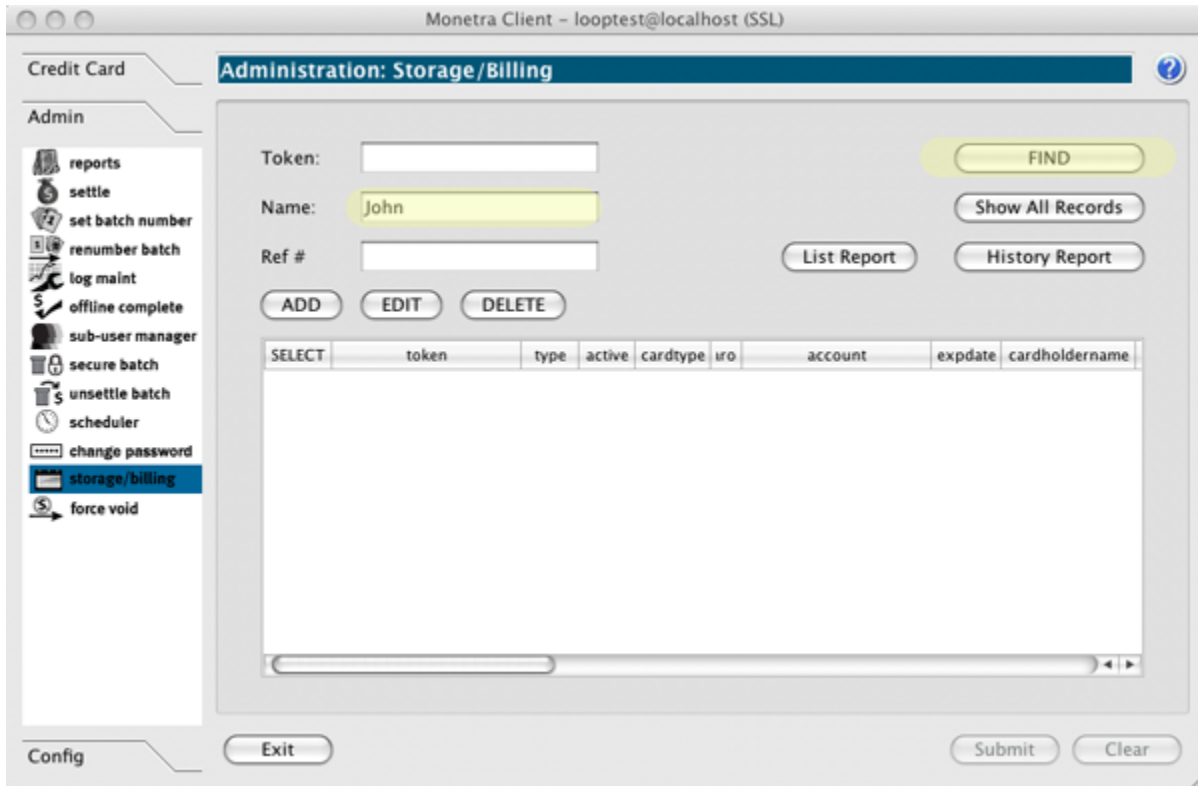 Monetra Client – looptest@localhost (SSL)
Credit Card
Administration: Storage/Billing
?
Admin
reports
settle
set batch number
renumber batch
log maint
offline complete
sub-user manager
secure batch
unsettle batch
scheduler
change password
storage/billing
force void
Config
Token:
FIND
Name: John
Show All Records
Ref #
List Report History Report
ADD EDIT DELETE
SELECT token type active cardtype uro account expdate cardholdername
Exit Submit Clear